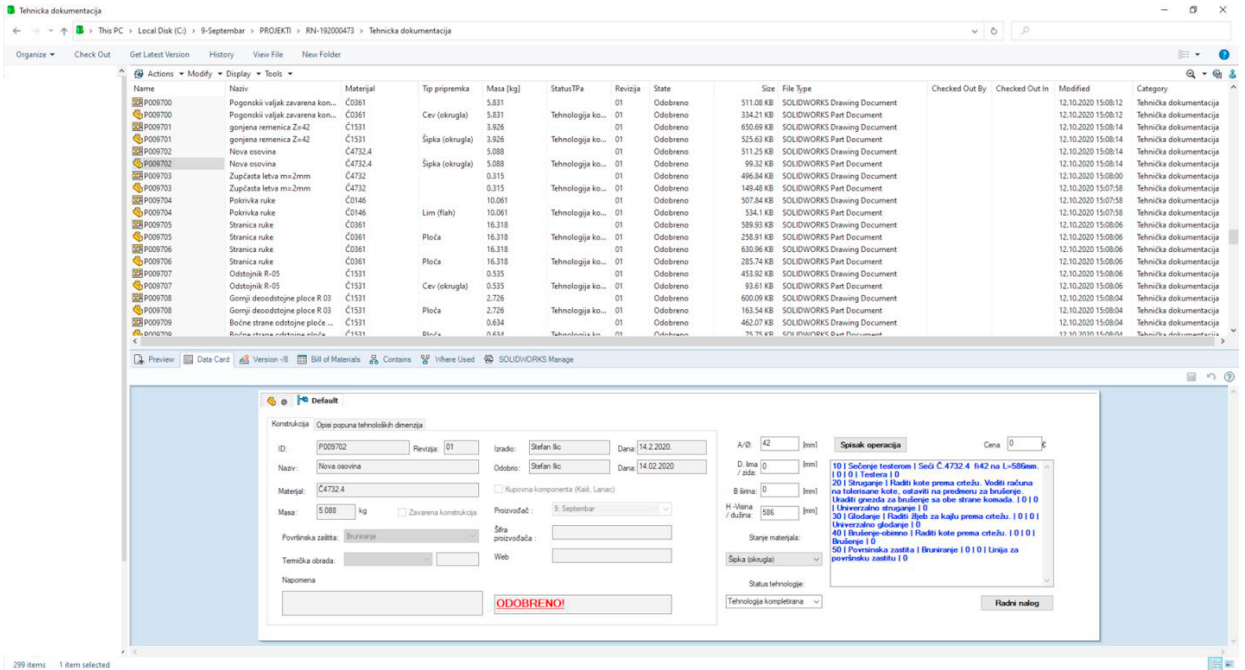 Tehnicka dokumentacija
This PC > Local Disk (C:) > 9-Septembar > PROJEKTI > RN-192000473 > Tehnicka dokumentacija
Organize Check Out Get Latest Version History View File New Folder
Actions Modify Display Tools
Name Naziv Materijal Tip pripremka Masa [kg] StatusTPa Revizija State Size File Type Checked Out By Checked Out In Modified Category
P009700 Pogonskii valjak zavarena kon... Č0361 5.831 01 Odobreno 511.08 KB SOLIDWORKS Drawing Document 12.10.2020 15:08:12 Tehnička dokumentacija
P009700 Pogonskii valjak zavarena kon... Č0361 Cev (okrugla) 5.831 Tehnologija ko... 01 Odobreno 334.21 KB SOLIDWORKS Part Document 12.10.2020 15:08:12 Tehnička dokumentacija
P009701 gonjena remenica Z=42 Č1531 3.926 01 Odobreno 650.69 KB SOLIDWORKS Drawing Document 12.10.2020 15:08:14 Tehnička dokumentacija
P009701 gonjena remenica Z=42 Č1531 Šipka (okrugla) 3.926 Tehnologija ko... 01 Odobreno 525.63 KB SOLIDWORKS Part Document 12.10.2020 15:08:14 Tehnička dokumentacija
P009702 Nova osovina Č4732.4 5.088 01 Odobreno 511.25 KB SOLIDWORKS Drawing Document 12.10.2020 15:08:14 Tehnička dokumentacija
P009702 Nova osovina Č4732.4 Šipka (okrugla) 5.088 Tehnologija ko... 01 Odobreno 99.32 KB SOLIDWORKS Part Document 12.10.2020 15:08:14 Tehnička dokumentacija
P009703 Zupčasta letva m=2mm Č4732 0.315 01 Odobreno 496.84 KB SOLIDWORKS Drawing Document 12.10.2020 15:08:00 Tehnička dokumentacija
P009703 Zupčasta letva m=2mm Č4732 0.315 Tehnologija ko... 01 Odobreno 149.48 KB SOLIDWORKS Part Document 12.10.2020 15:07:58 Tehnička dokumentacija
P009704 Pokrivka ruke Č0146 10.061 01 Odobreno 507.84 KB SOLIDWORKS Drawing Document 12.10.2020 15:07:58 Tehnička dokumentacija
P009704 Pokrivka ruke Č0146 Lim (flah) 10.061 Tehnologija ko... 01 Odobreno 534.1 KB SOLIDWORKS Part Document 12.10.2020 15:07:58 Tehnička dokumentacija
P009705 Stranica ruke Č0361 16.318 01 Odobreno 589.93 KB SOLIDWORKS Drawing Document 12.10.2020 15:08:06 Tehnička dokumentacija
P009705 Stranica ruke Č0361 Ploča 16.318 Tehnologija ko... 01 Odobreno 258.91 KB SOLIDWORKS Part Document 12.10.2020 15:08:06 Tehnička dokumentacija
P009706 Stranica ruke Č0361 16.318 01 Odobreno 630.96 KB SOLIDWORKS Drawing Document 12.10.2020 15:08:06 Tehnička dokumentacija
P009706 Stranica ruke Č0361 Ploča 16.318 Tehnologija ko... 01 Odobreno 285.74 KB SOLIDWORKS Part Document 12.10.2020 15:08:06 Tehnička dokumentacija
P009707 Odstojnik R-05 Č1531 0.535 01 Odobreno 453.92 KB SOLIDWORKS Drawing Document 12.10.2020 15:08:06 Tehnička dokumentacija
P009707 Odstojnik R-05 Č1531 Cev (okrugla) 0.535 Tehnologija ko... 01 Odobreno 93.61 KB SOLIDWORKS Part Document 12.10.2020 15:08:06 Tehnička dokumentacija
P009708 Gornji deoodstojne ploce R 03 Č1531 2.726 01 Odobreno 600.09 KB SOLIDWORKS Drawing Document 12.10.2020 15:08:04 Tehnička dokumentacija
P009708 Gornji deoodstojne ploce R 03 Č1531 Ploča 2.726 Tehnologija ko... 01 Odobreno 163.54 KB SOLIDWORKS Part Document 12.10.2020 15:08:04 Tehnička dokumentacija
P009709 Bočne strane odstojne ploče ... Č1531 0.634 01 Odobreno 462.07 KB SOLIDWORKS Drawing Document 12.10.2020 15:08:04 Tehnička dokumentacija
P009709 Bočne strane odstojne ploče Č1531 Ploča 0.634 Tehnologija ko... 01 Odobreno 75.75 KB SOLIDWORKS Part Document 12.10.2020 15:08:04 Tehnička dokumentacija
Preview Data Card Version -/8 Bill of Materials Contains Where Used SOLIDWORKS Manage
@ Default
Konstrukcija Opisi popuna tehnoloških dimenzija
ID: P009702 Revizija: 01 Izradio: Stefan Ilic Dana: 14.2.2020.
Naziv: Nova osovina Odobrio: Stefan Ilic Dana: 14.02.2020
Materijal: Č4732.4 Kupovna komponenta (Kaiš, Lanac)
Masa: 5.088 kg Zavarena konstrukcija Proizvođač : 9. Septembar
Površinska zaštita: Bruniranje Šifra proizvođača :
Termička obrada: Web
Napomena
ODOBRENO!
A/Ø: 42 [mm] Spisak operacija Cena 0 €
D. lima / zida: 0 [mm]
B širina: 0 [mm]
H -Visina / dužina: 586 [mm]
Stanje materijala:
Šipka (okrugla)
Status tehnologije:
Tehnologija kompletirana
10 | Sečenje testerom | Seći Č.4732.4 fi42 na L=586mm.
| 0 | 0 | Testera | 0
20 | Struganje | Raditi kote prema crtežu. Voditi računa
na tolerisane kote, ostaviti na predmeru za brušenje.
Uraditi gnezda za brušenje sa obe strane komada. | 0 | 0
| Univerzalno struganje | 0
30 | Glodanje | Raditi žljeb za kajlu prema crtežu. | 0 | 0 |
Univerzalno glodanje | 0
40 | Brušenje-obimno | Raditi kote prema crtežu. | 0 | 0 |
Brušenje | 0
50 | Povrsinska zastita | Bruniranje | 0 | 0 | Linija za
površnsku zastitu | 0
Radni nalog
299 items 1 item selected